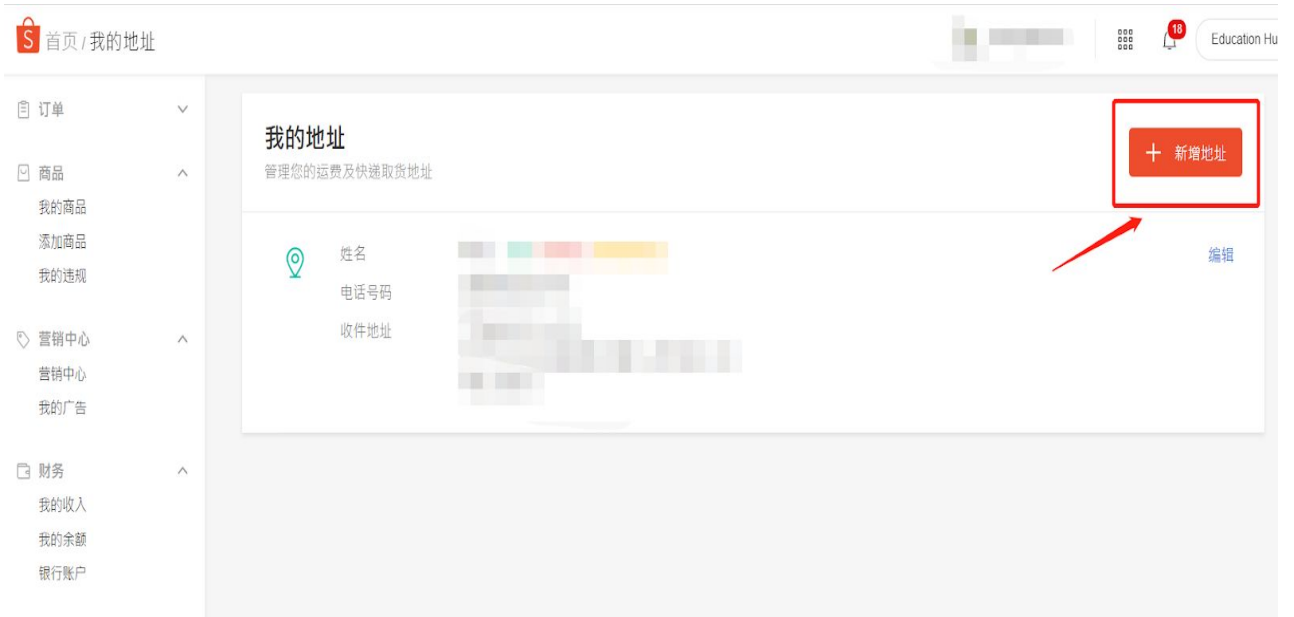 S 首页 / 我的地址
18
Education Hu
订单
商品
我的商品
添加商品
我的违规
营销中心
营销中心
我的广告
财务
我的收入
我的余额
银行账户
我的地址
管理您的运费及快递取货地址
+ 新增地址
姓名
编辑
电话号码
收件地址